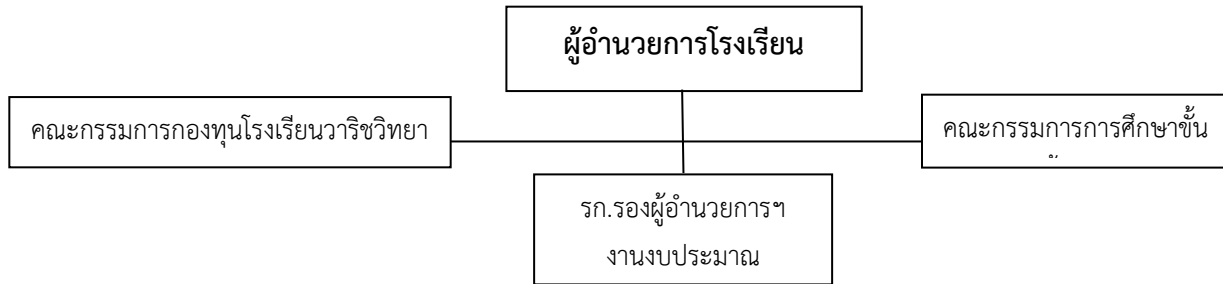 ผู้อำนวยการโรงเรียน
คณะกรรมการกองทุนโรงเรียนวาริชวิทยา
คณะกรรมการการศึกษาขั้น
รก.รองผู้อำนวยการฯ
งานงบประมาณ